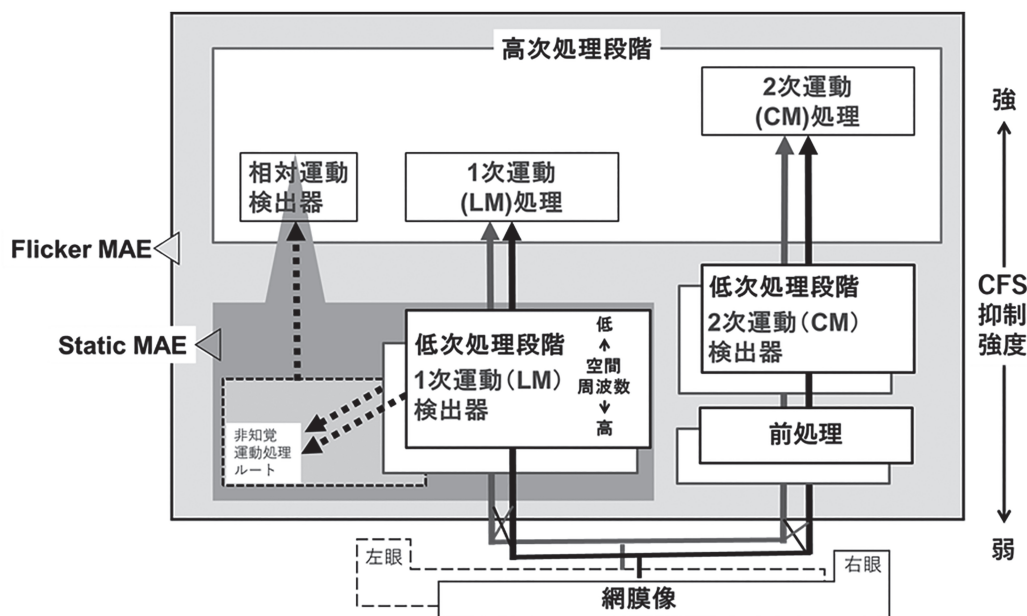 高次処理段階
2次運動
(CM)処理
強
相対運動
検出器
1次運動
(LM)処理
Flicker MAE
CFS
抑制
強度
低次処理段階
2次運動（CM）
検出器
Static MAE
低次処理段階
1次運動（LM）
検出器
低
空間
周波数
高
前処理
非知覚
運動処理
ルート
弱
左眼
右眼
網膜像